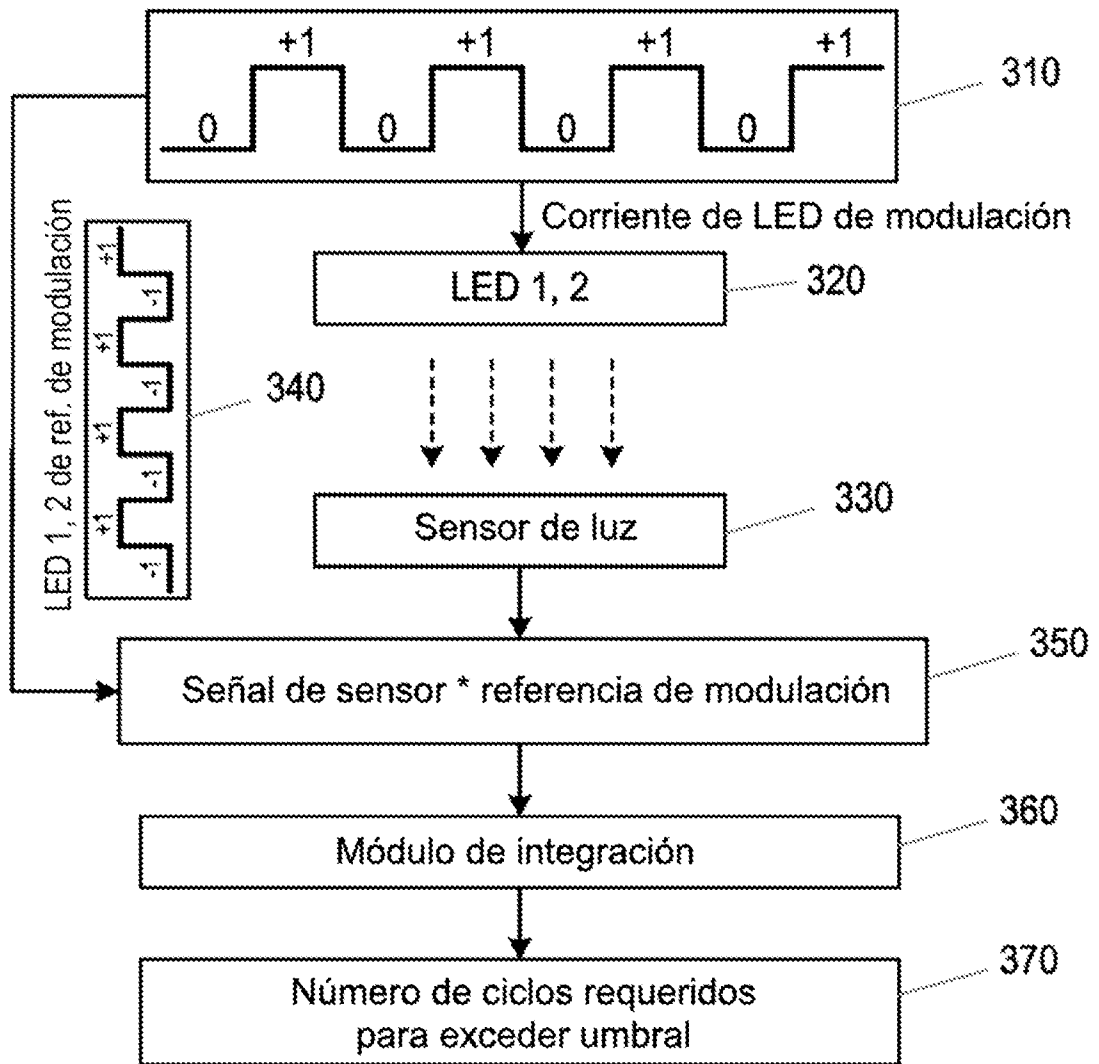 +1 +1 +1 +1
0 0 0 0
310
Corriente de LED de modulación
LED 1, 2
320
LED 1, 2 de ref. de modulación
+1 -1 +1 -1 +1 -1 +1 -1
340
Sensor de luz
330
Señal de sensor * referencia de modulación
350
Módulo de integración
360
Número de ciclos requeridos
para exceder umbral
370